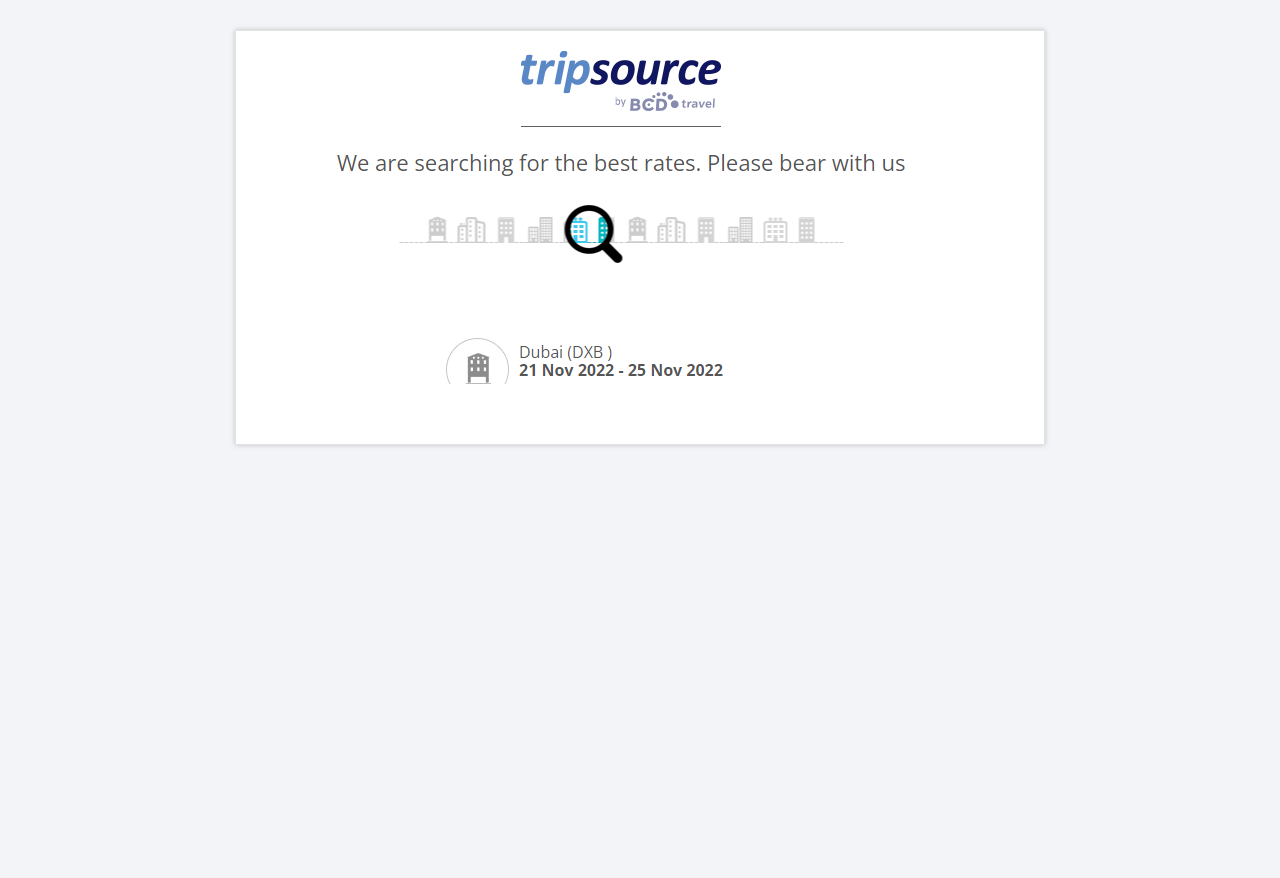 tripsource
by BCD travel
We are searching for the best rates. Please bear with us
Dubai (DXB )
21 Nov 2022 - 25 Nov 2022